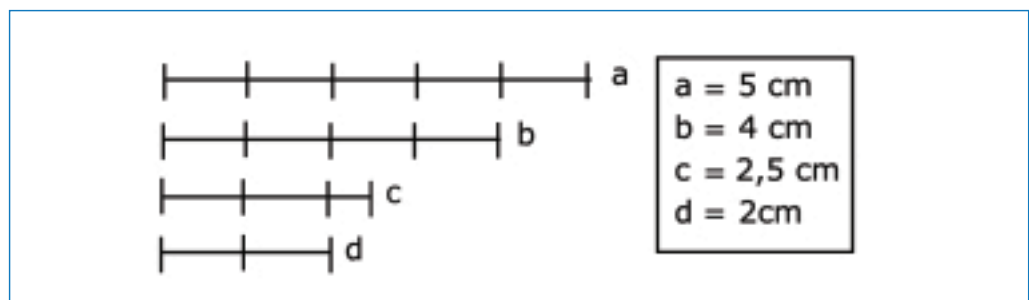 a
b
c
d
a = 5 cm
b = 4 cm
c = 2,5 cm
d = 2cm